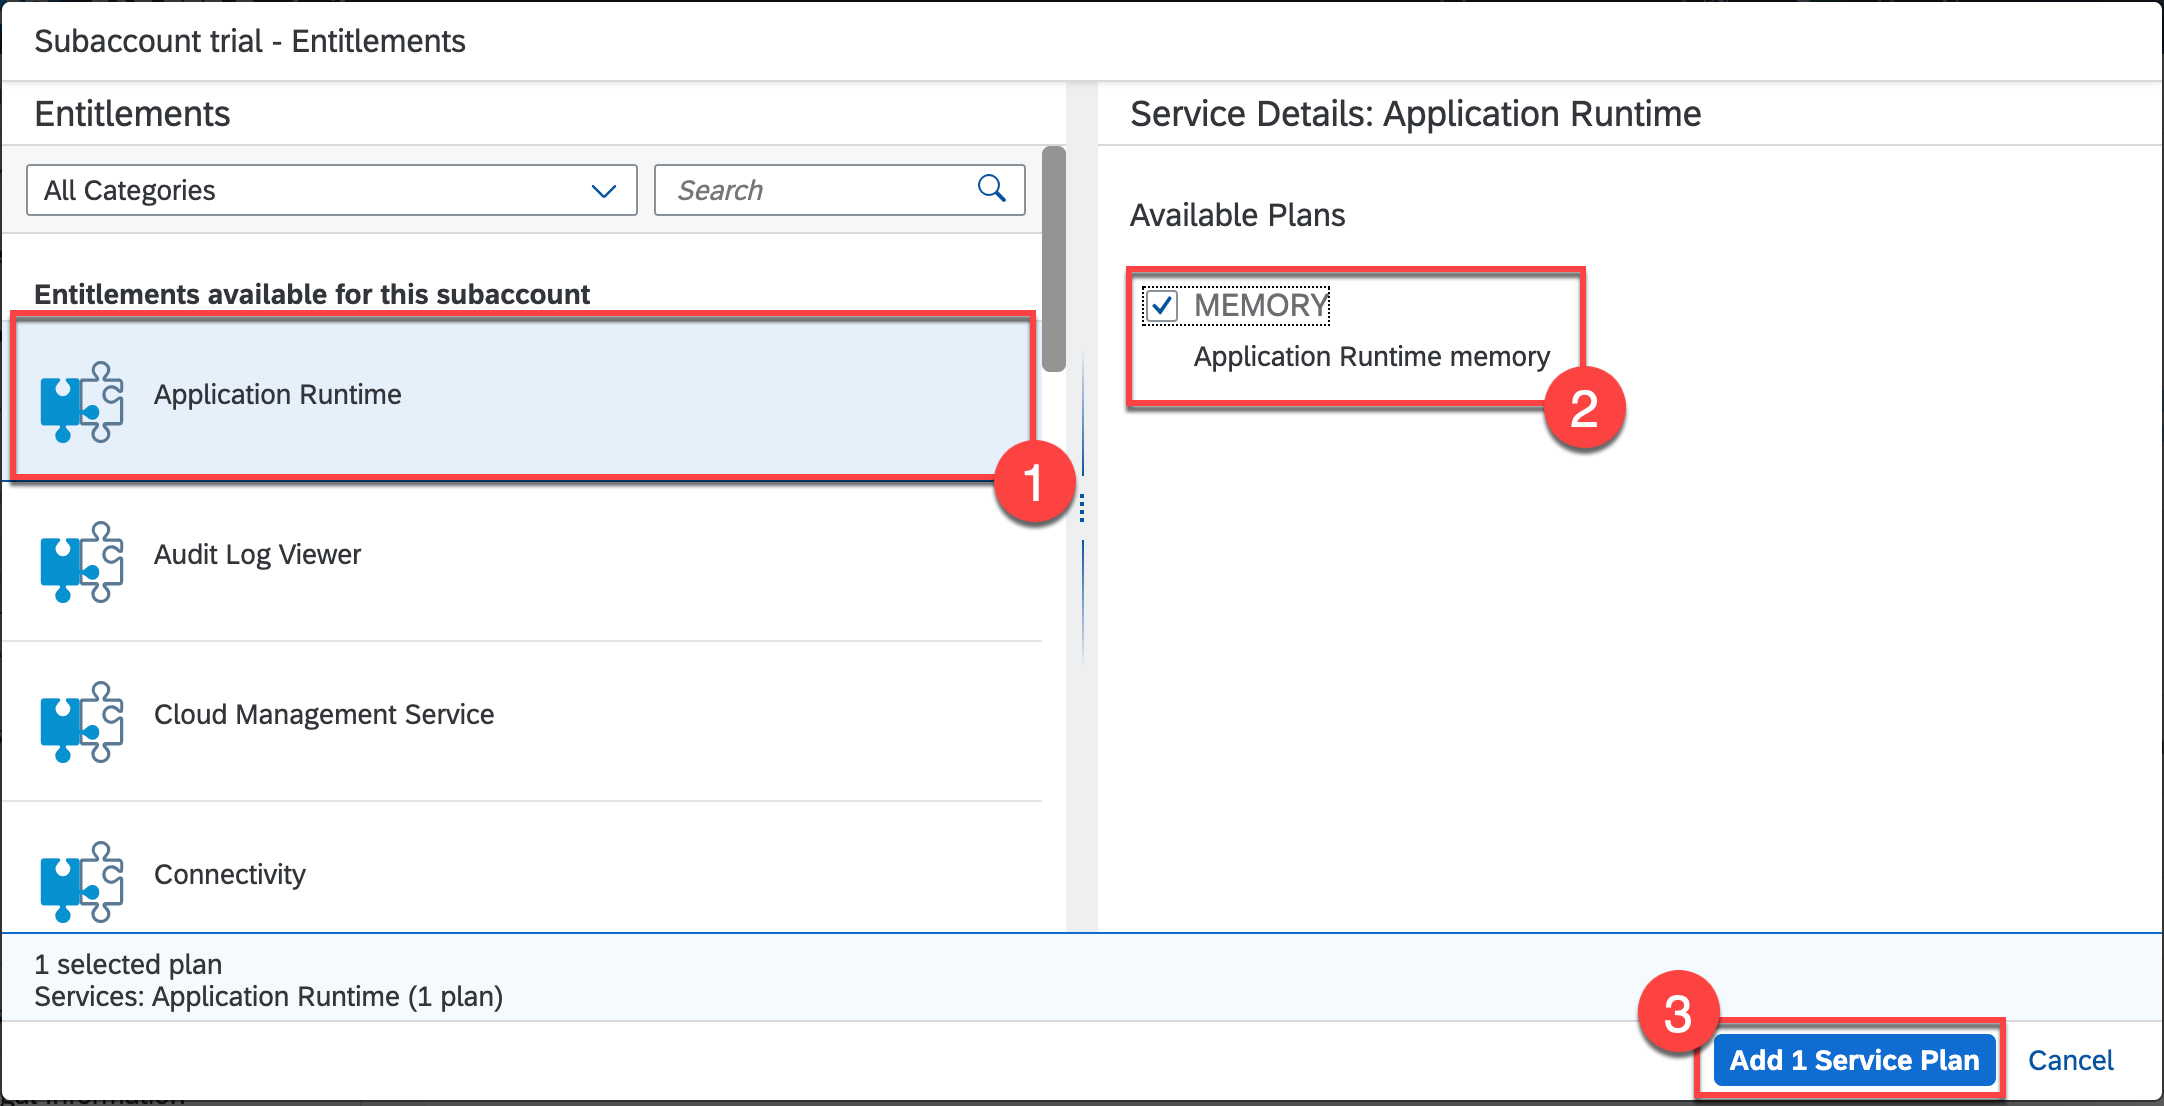 Subaccount trial - Entitlements
Entitlements
All Categories
Search
Entitlements available for this subaccount
Application Runtime
1
Audit Log Viewer
Cloud Management Service
Connectivity
Service Details: Application Runtime
Available Plans
MEMORY
Application Runtime memory
2
1 selected plan
Services: Application Runtime (1 plan)
3
Add 1 Service Plan
Cancel